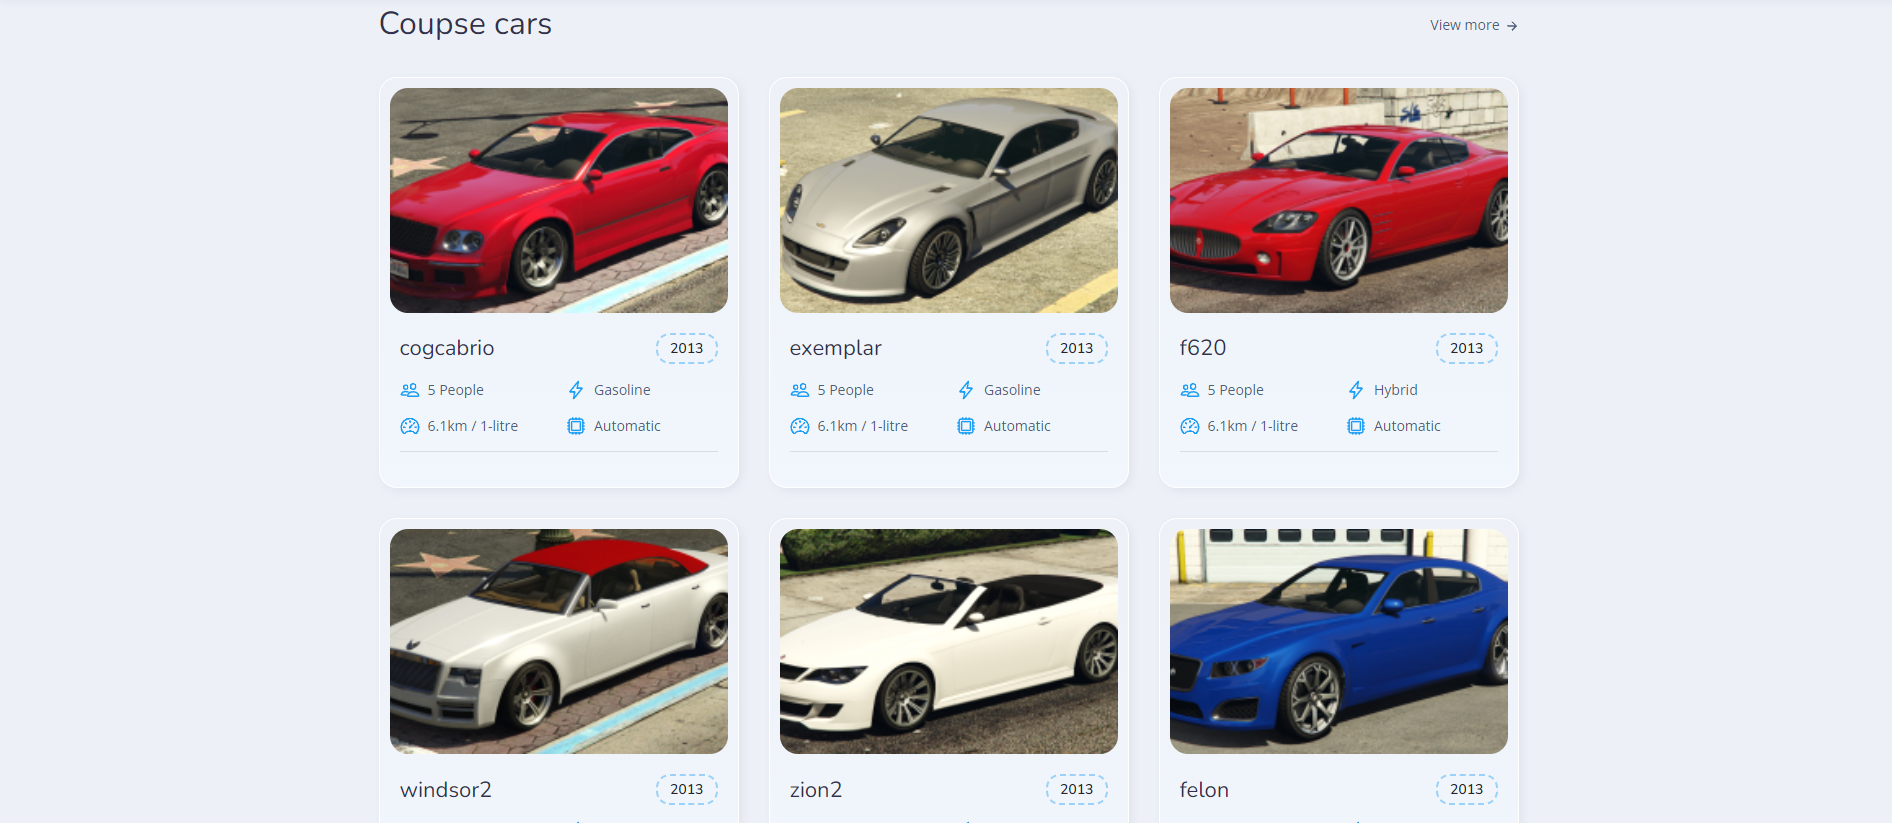 Coupse cars
View more
cogcabrio 2013
5 People Gasoline
6.1km / 1-litre Automatic
exemplar 2013
5 People Gasoline
6.1km / 1-litre Automatic
f620 2013
5 People Hybrid
6.1km / 1-litre Automatic
windsor2 2013
zion2 2013
felon 2013